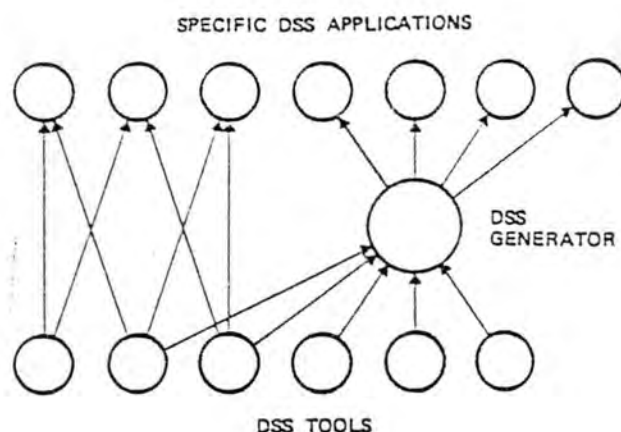 SPECIFIC DSS APPLICATIONS
DSS
GENERATOR
DSS TOOLS